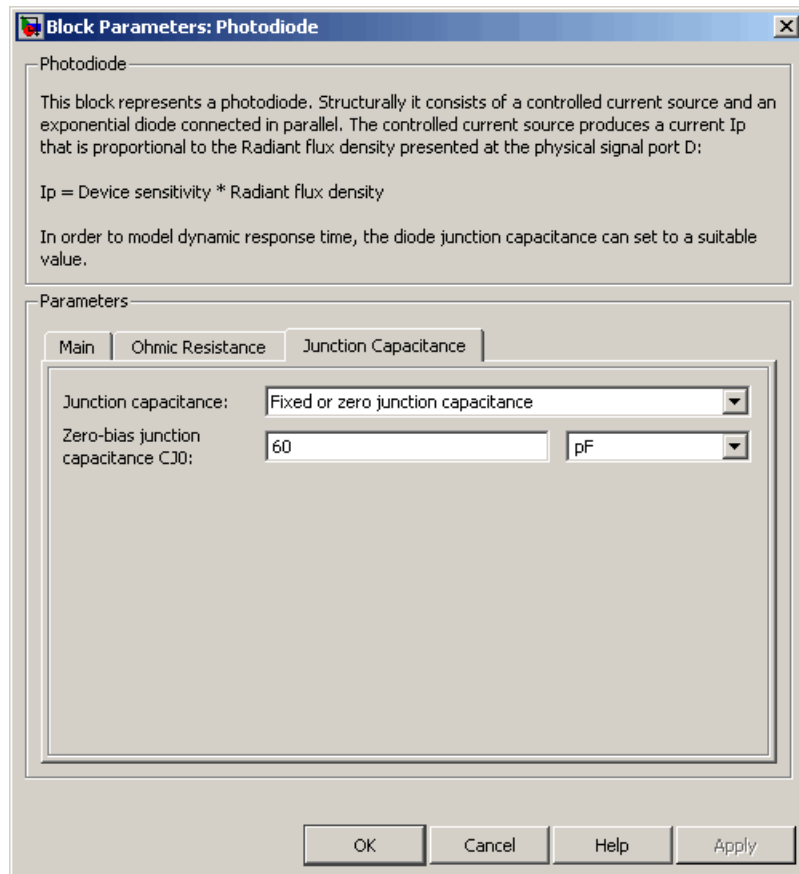 Block Parameters: Photodiode
Photodiode
This block represents a photodiode. Structurally it consists of a controlled current source and an
exponential diode connected in parallel. The controlled current source produces a current Ip
that is proportional to the Radiant flux density presented at the physical signal port D:
Ip = Device sensitivity * Radiant flux density
In order to model dynamic response time, the diode junction capacitance can set to a suitable
value.
Parameters
Main Ohmic Resistance Junction Capacitance
Junction capacitance: Fixed or zero junction capacitance
Zero-bias junction
capacitance CJ0: 60 pF
OK Cancel Help Apply